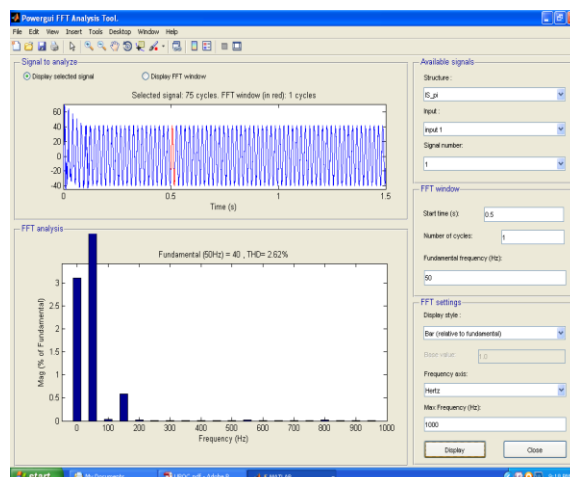 Powergui FFT Analysis Tool.
File Edit View Insert Tools Desktop Window Help
Signal to analyze
Display selected signal
Display FFT window
Selected signal: 75 cycles. FFT window (in red): 1 cycles
60
40
20
0
-20
-40
0 0.5 1 1.5
Time (s)
FFT analysis
Fundamental (50Hz) = 40 , THD= 2.62%
Mag (% of Fundamental)
3
2.5
2
1.5
1
0.5
0
0 100 200 300 400 500 600 700 800 900 1000
Frequency (Hz)
Available signals
Structure :
IS_pi
Input :
input 1
Signal number:
1
FFT window
Start time (s):
0.5
Number of cycles:
1
Fundamental frequency (Hz):
50
FFT settings
Display style :
Bar (relative to fundamental)
Base value:
1.0
Frequency axis:
Hertz
Max Frequency (Hz):
1000
Display
Close
start
My Documents